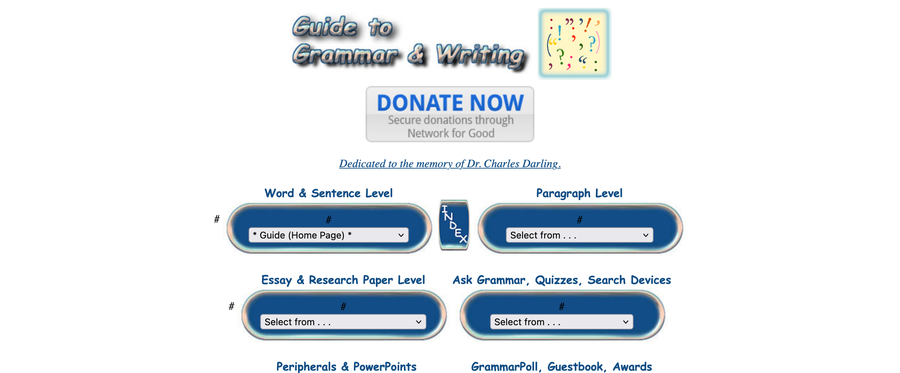 Guide to
Grammar & Writing
DONATE NOW
Secure donations through
Network for Good
Dedicated to the memory of Dr. Charles Darling.
Word & Sentence Level
Paragraph Level
# #
* Guide (Home Page) *
INDEX
#
Select from . . .
Essay & Research Paper Level
Ask Grammar, Quizzes, Search Devices
# #
Select from . . .
#
Select from . . .
Peripherals & PowerPoints
GrammarPoll, Guestbook, Awards